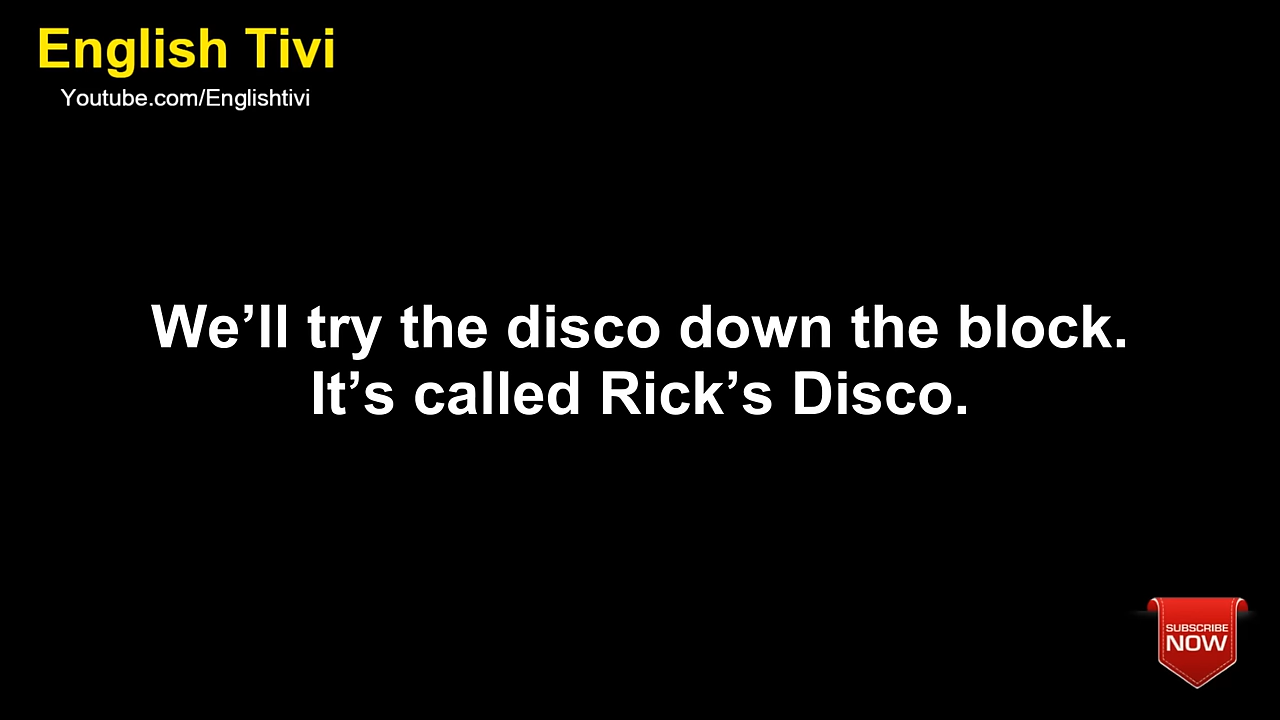 English Tivi
Youtube.com/Englishtivi
We’ll try the disco down the block.
It’s called Rick’s Disco.
SUBSCRIBE
NOW